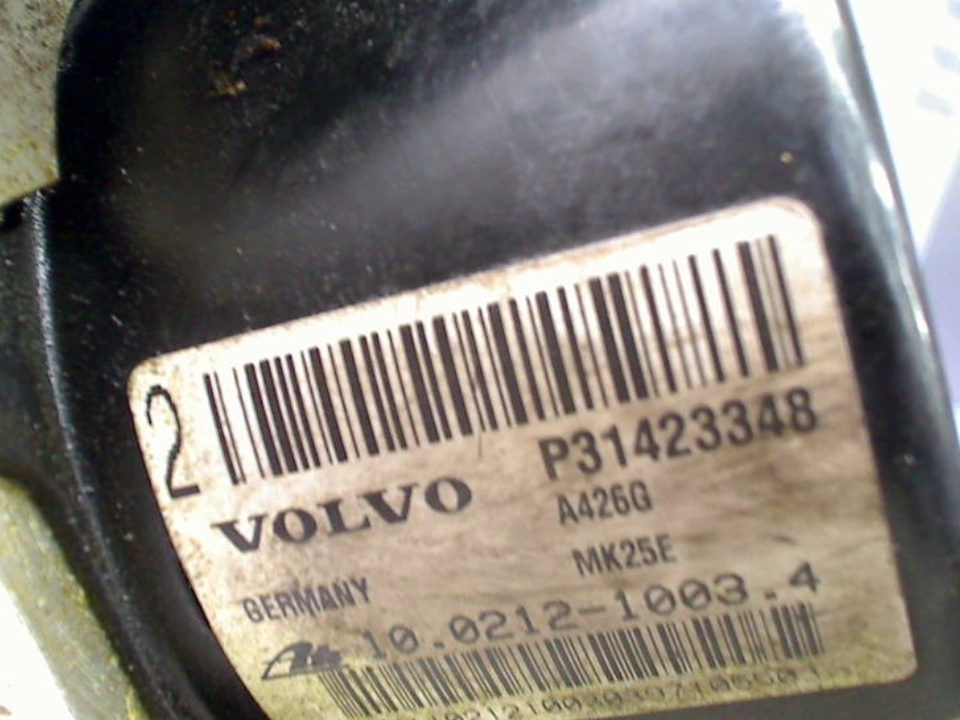 2
P31423348
VOLVO
A426G
MK25E
GERMANY
10.0212-1003.4